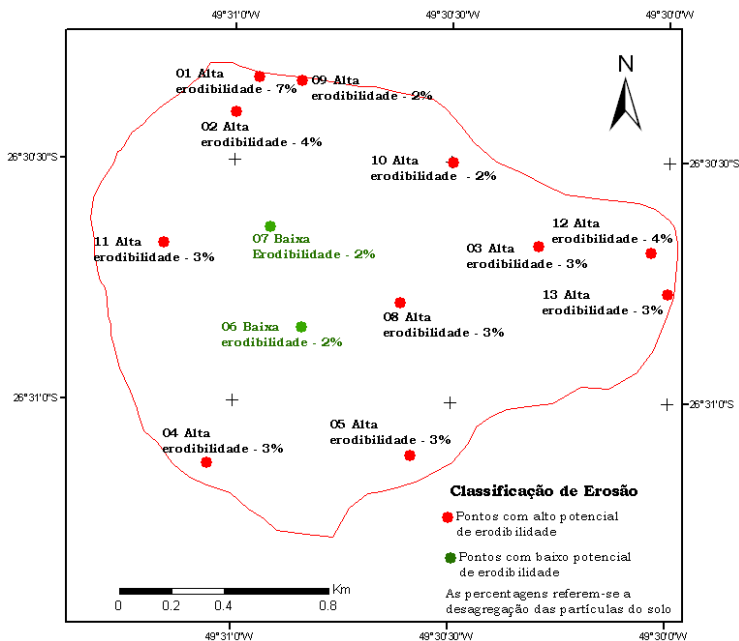 49°31'0"W
49°30'30"W
49°30'0"W
N
01 Alta
erodibilidade - 7%
09 Alta
erodibilidade - 2%
02 Alta
erodibilidade - 4%
26°30'30"S
26°30'30"S
10 Alta
erodibilidade - 2%
11 Alta
erodibilidade - 3%
07 Baixa
Erodibilidade - 2%
03 Alta
erodibilidade - 3%
12 Alta
erodibilidade - 4%
13 Alta
erodibilidade - 3%
08 Alta
erodibilidade - 3%
06 Baixa
erodibilidade - 2%
26°31'0"S
26°31'0"S
04 Alta
erodibilidade - 3%
05 Alta
erodibilidade - 3%
Classificação de Erosão
Pontos com alto potencial
de erodibilidade
Pontos com baixo potencial
de erodibilidade
As percentagens referem-se a
desagregação das partículas do solo
Km
0 0.2 0.4 0.8
49°31'0"W
49°30'30"W
49°30'0"W